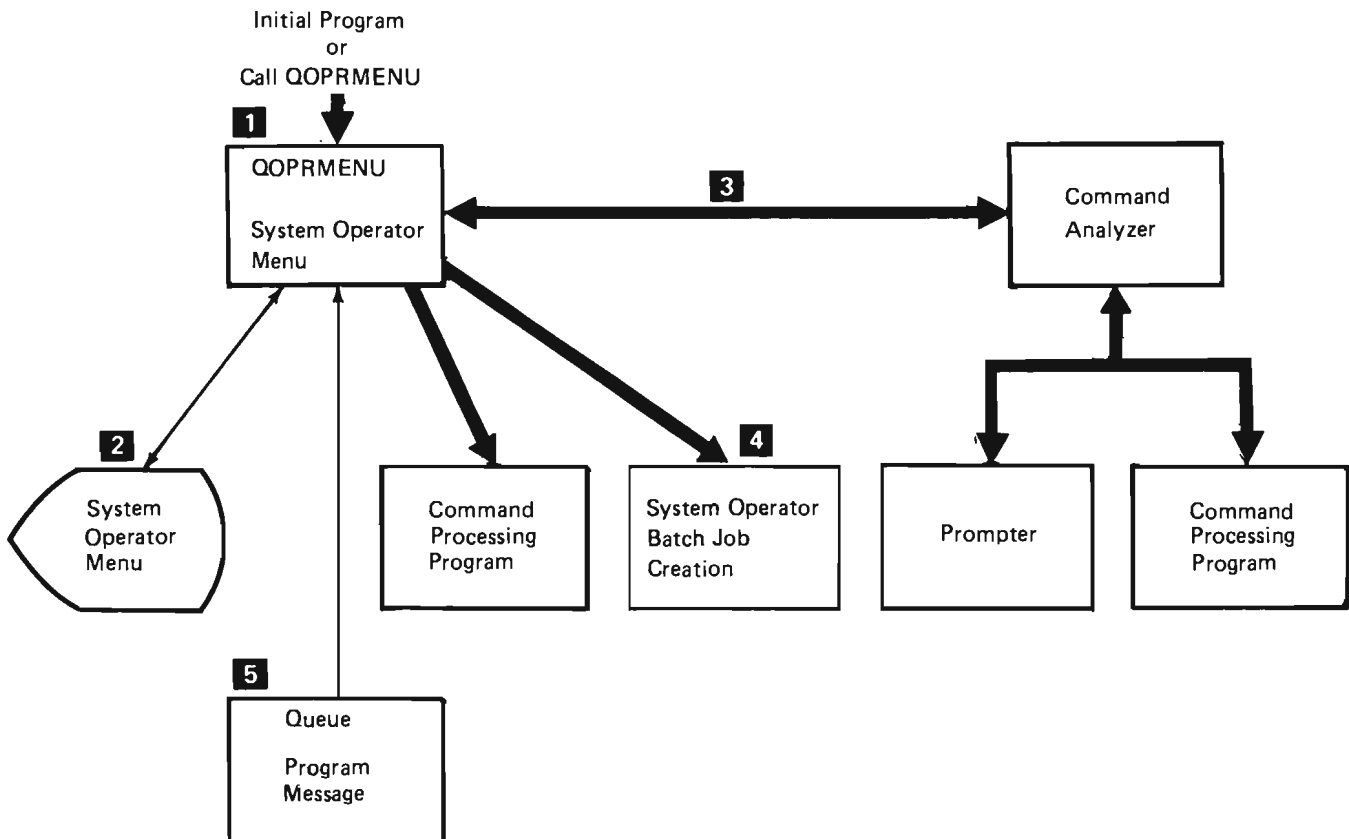 Initial Program
or
Call QOPRMENU
1
QOPRMENU
System Operator
Menu
3
Command
Analyzer
2
System
Operator
Menu
Command
Processing
Program
4
System Operator
Batch Job
Creation
Prompter
Command
Processing
Program
5
Queue
Program
Message